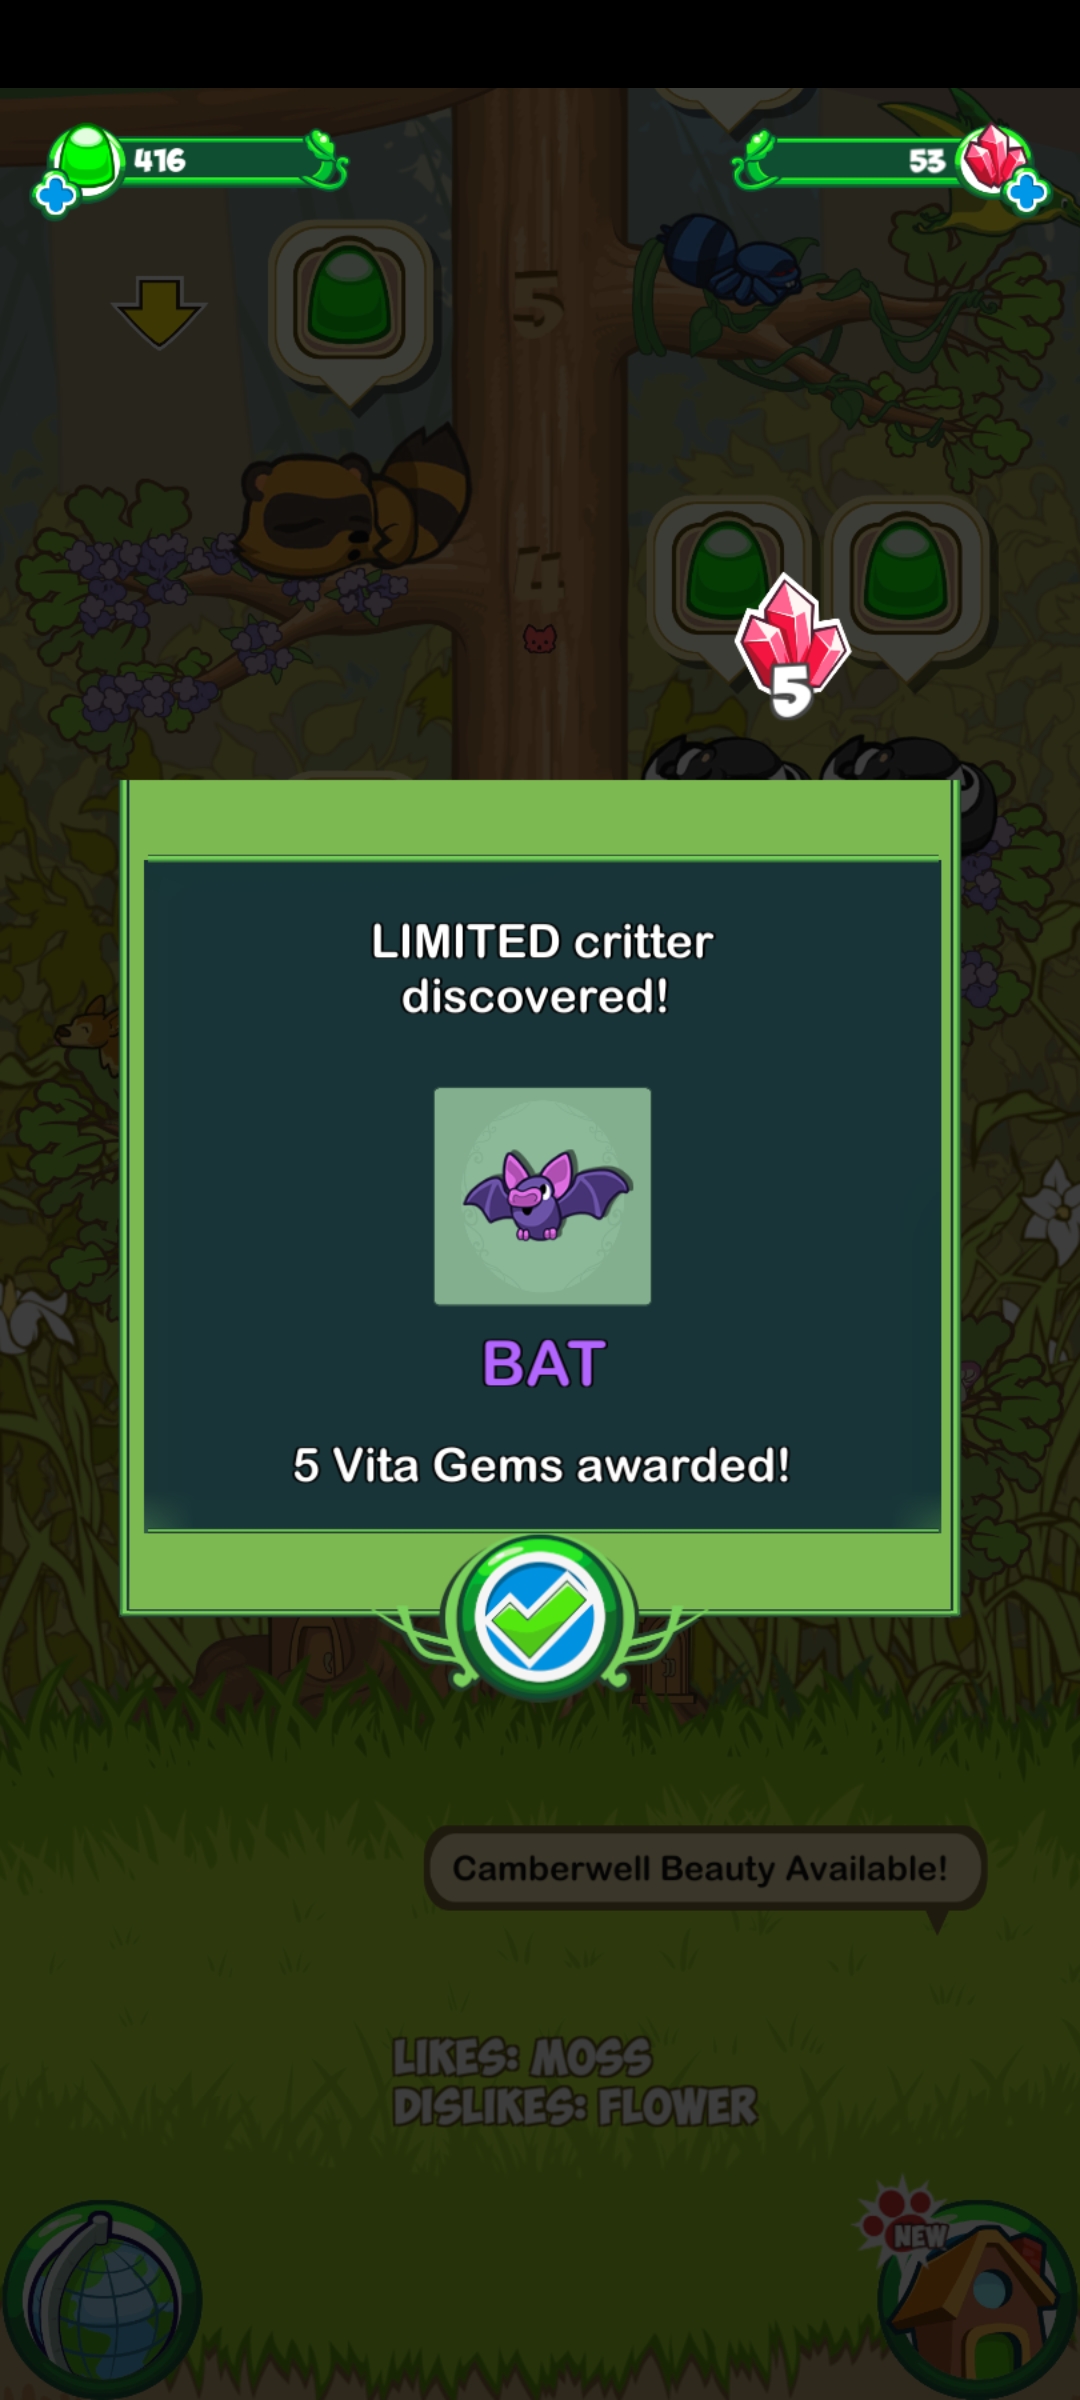 416
53
5
4
5
LIMITED critter
discovered!
BAT
5 Vita Gems awarded!
Camberwell Beauty Available!
LIKES: MOSS
DISLIKES: FLOWER
NEW